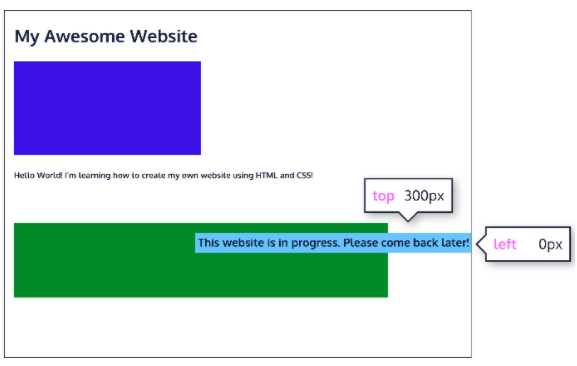 My Awesome Website
Hello World! I'm learning how to create my own website using HTML and CSS!
top 300px
This website is in progress. Please come back later!
left 0px